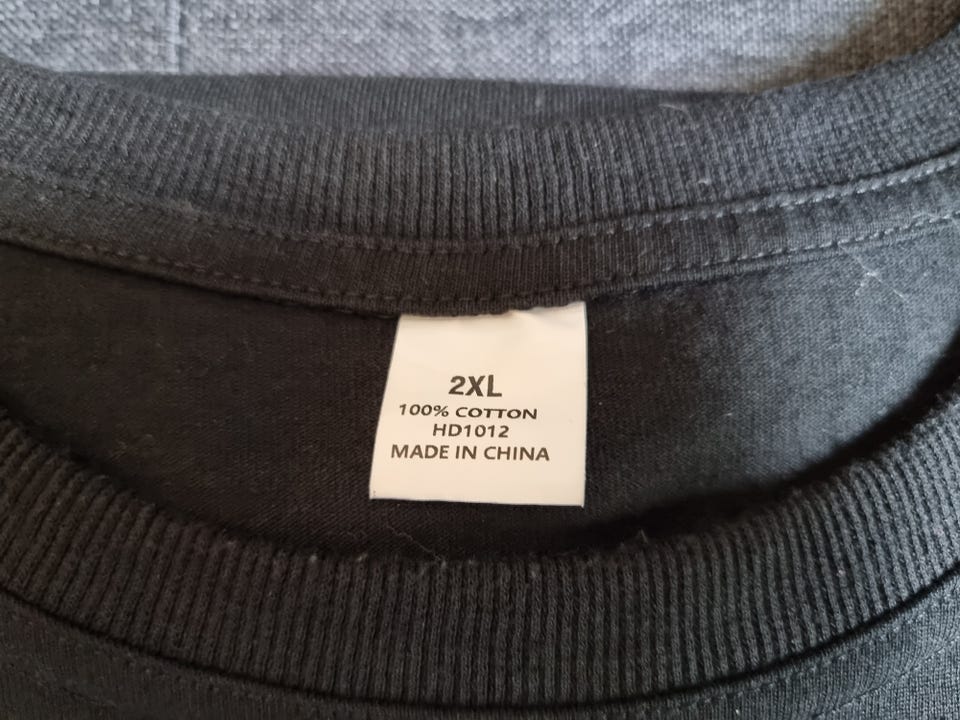 2XL
100% COTTON
HD1012
MADE IN CHINA